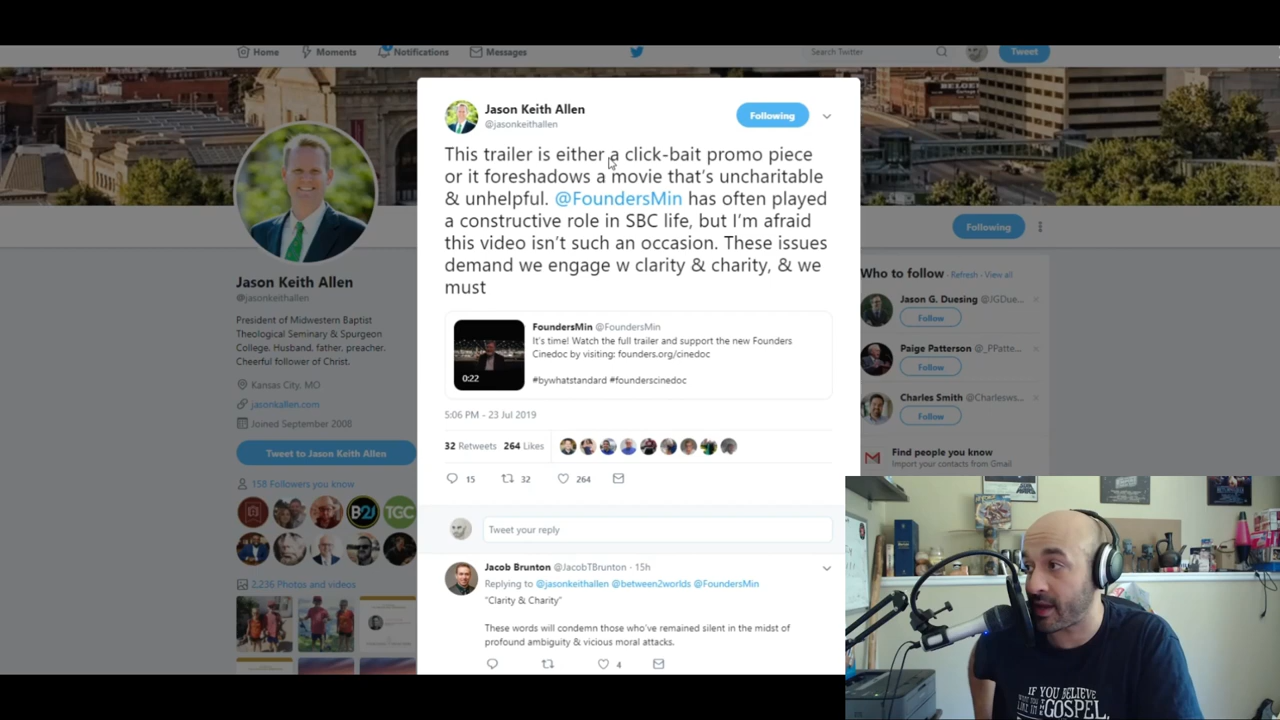 Home Moments Notifications Messages Search Twitter Tweet
Jason Keith Allen
@jasonkeithallen
Following
This trailer is either a click-bait promo piece
or it foreshadows a movie that's uncharitable
& unhelpful. @FoundersMin has often played
a constructive role in SBC life, but I'm afraid
this video isn't such an occasion. These issues
demand we engage w clarity & charity, & we
must
FoundersMin @FoundersMin
It's time! Watch the full trailer and support the new Founders
Cinedoc by visiting: founders.org/cinedoc
#bywhatstandard #founderscinedoc
0:22
5:06 PM - 23 Jul 2019
32 Retweets 264 Likes
15 32 264
Tweet your reply
Jacob Brunton @JacobTBrunton · 15h
Replying to @jasonkeithallen @between2worlds @FoundersMin
"Clarity & Charity"
These words will condemn those who've remained silent in the midst of
profound ambiguity & vicious moral attacks.
4
Jason Keith Allen
@jasonkeithallen
President of Midwestern Baptist
Theological Seminary & Spurgeon
College. Husband, father, preacher.
Cheerful follower of Christ.
Kansas City, MO
jasonkallen.com
Joined September 2008
Tweet to Jason Keith Allen
158 Followers you know
B2J
TGC
2,236 Photos and videos
Following
Who to follow · Refresh · View all
Jason G. Duesing @JGDue...
Follow
Paige Patterson @_PPatte...
Follow
Charles Smith @Charlesws...
Follow
Find people you know
Import your contacts from Gmail
IF YOU BELIEVE
GOSPEL,